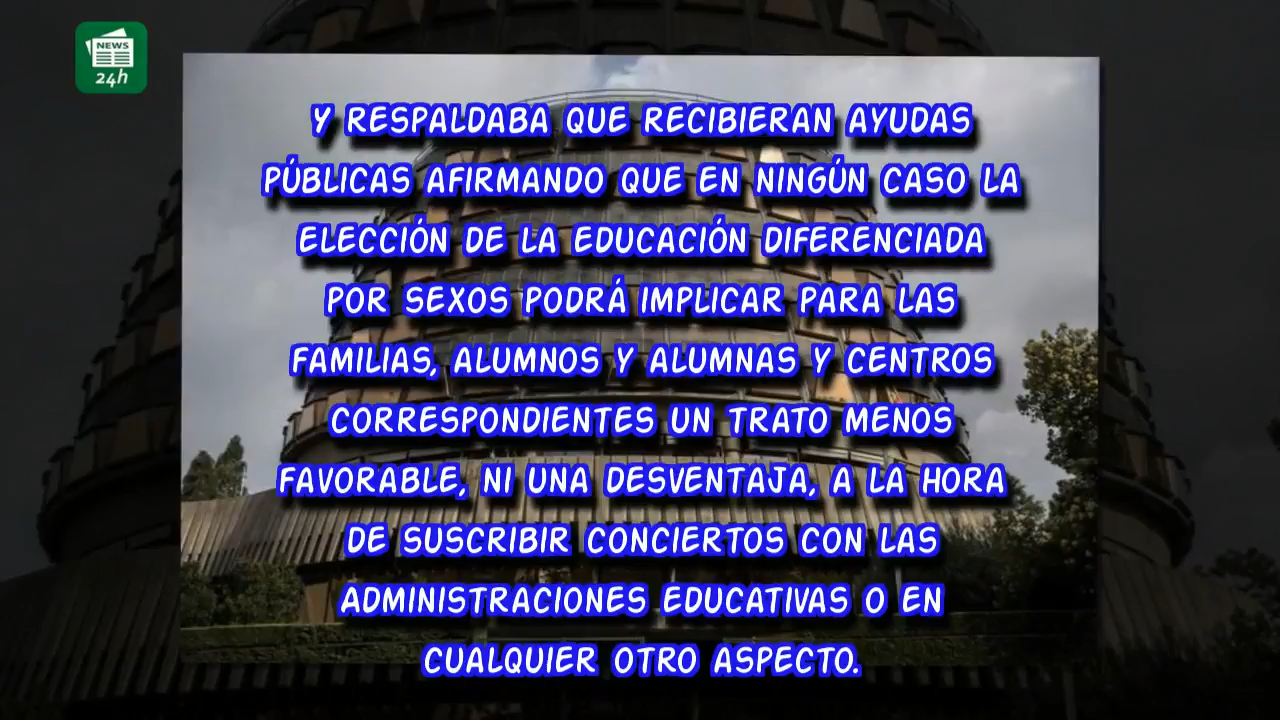 NEWS
24h
Y RESPALDABA QUE RECIBIERAN AYUDAS
PÚBLICAS AFIRMANDO QUE EN NINGÚN CASO LA
ELECCIÓN DE LA EDUCACIÓN DIFERENCIADA
POR SEXOS PODRÁ IMPLICAR PARA LAS
FAMILIAS, ALUMNOS Y ALUMNAS Y CENTROS
CORRESPONDIENTES UN TRATO MENOS
FAVORABLE, NI UNA DESVENTAJA, A LA HORA
DE SUSCRIBIR CONCIERTOS CON LAS
ADMINISTRACIONES EDUCATIVAS O EN
CUALQUIER OTRO ASPECTO.